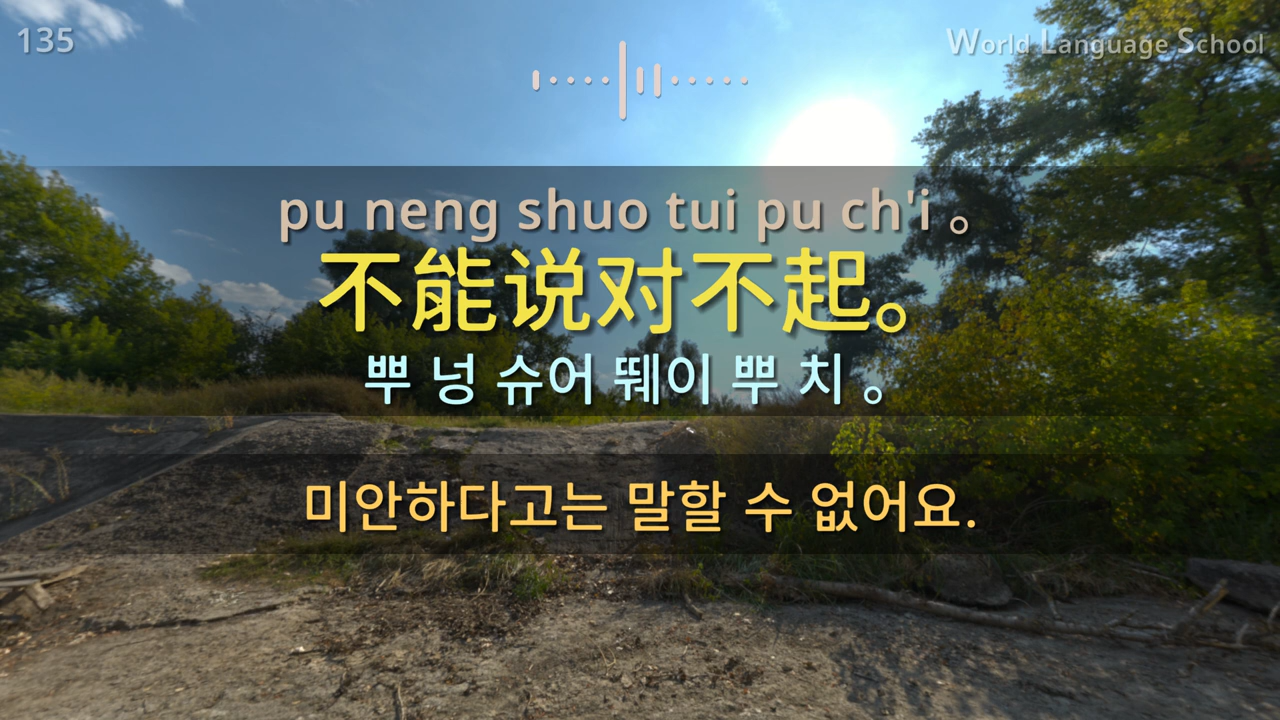 135
World Language School
pu neng shuo tui pu ch'i 。
不能说对不起。
뿌 넝 슈어 뛔이 뿌 치 。
미안하다고는 말할 수 없어요.